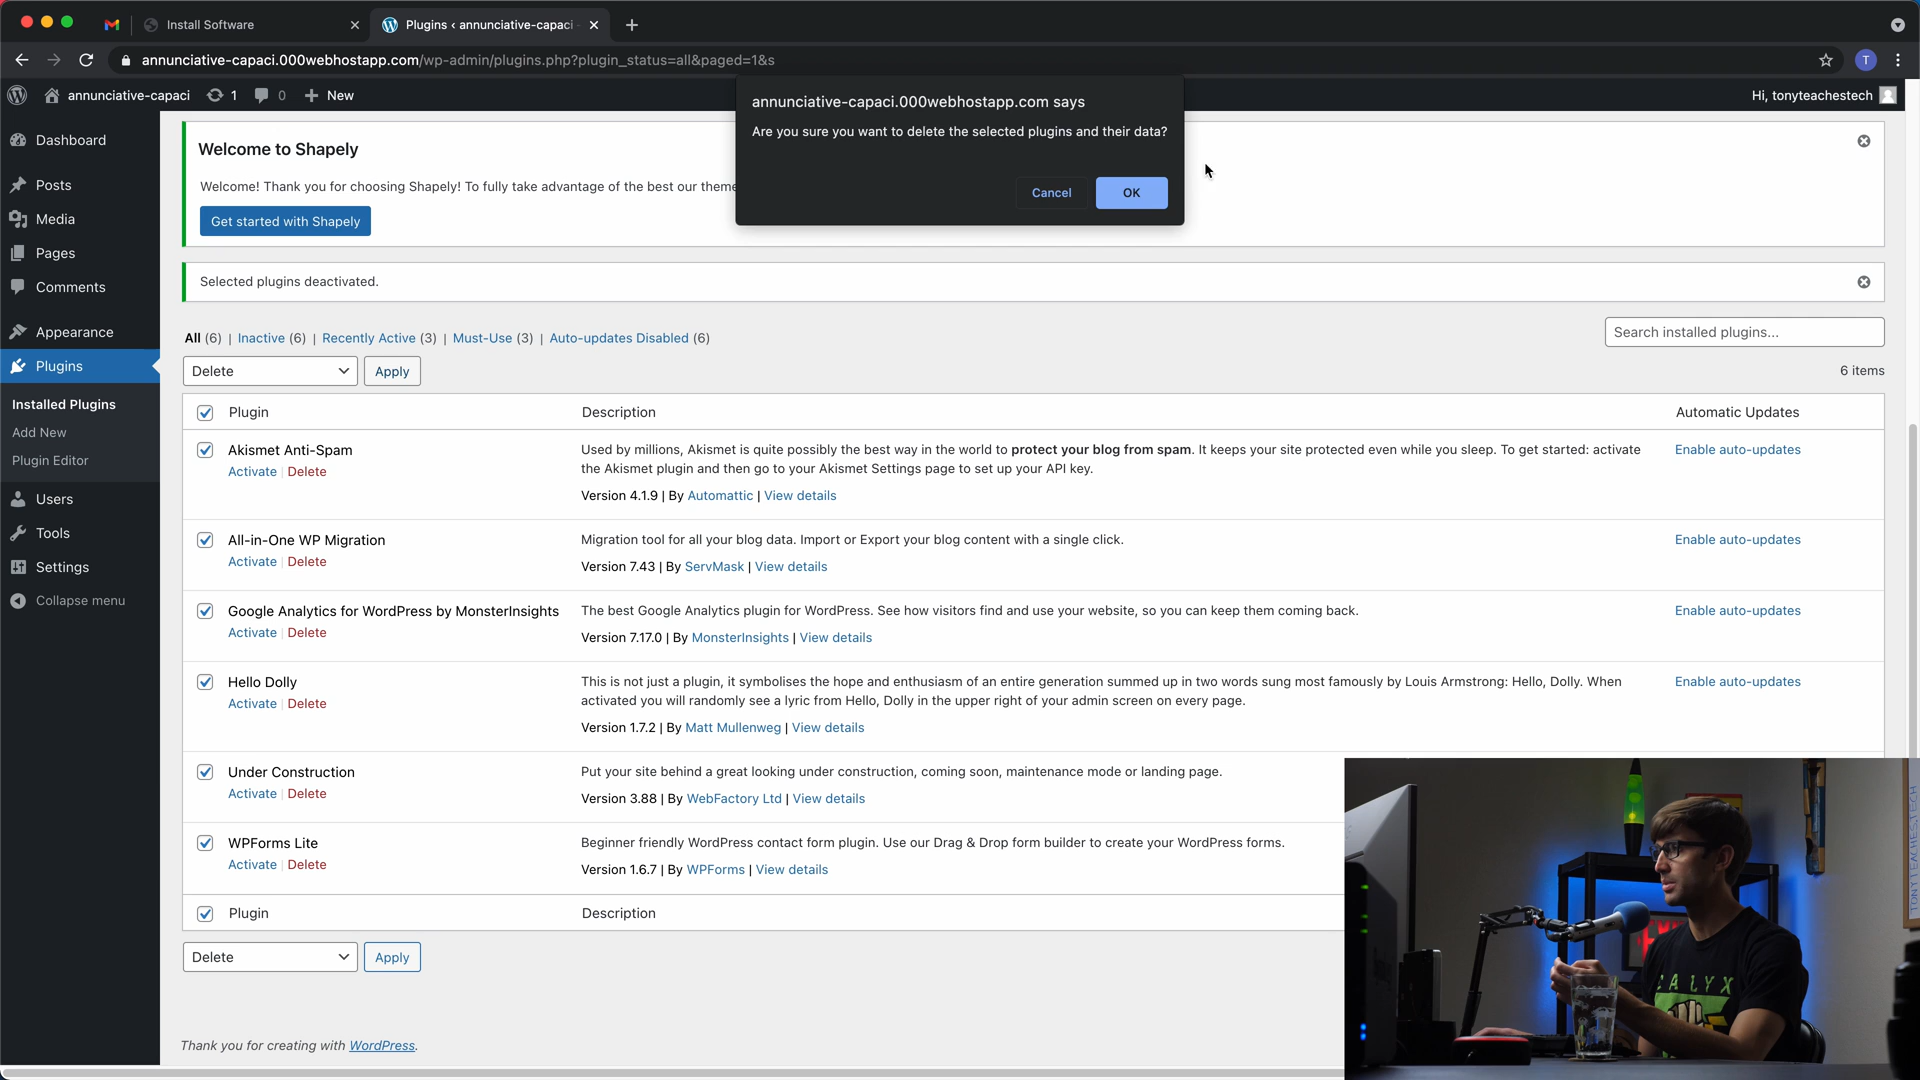 Install Software
Plugins < annunciative-capaci
annunciative-capaci.000webhostapp.com/wp-admin/plugins.php?plugin_status=all&paged=1&s
T
annunciative-capaci
1
0
New
Hi, tonyteachestech
annunciative-capaci.000webhostapp.com says
Are you sure you want to delete the selected plugins and their data?
Cancel
OK
Dashboard
Posts
Media
Pages
Comments
Appearance
Plugins
Installed Plugins
Add New
Plugin Editor
Users
Tools
Settings
Collapse menu
Welcome to Shapely
Welcome! Thank you for choosing Shapely! To fully take advantage of the best our theme
Get started with Shapely
Selected plugins deactivated.
All (6) | Inactive (6) | Recently Active (3) | Must-Use (3) | Auto-updates Disabled (6)
Search installed plugins...
Delete
Apply
6 items
Plugin
Description
Automatic Updates
Akismet Anti-Spam
Activate | Delete
Used by millions, Akismet is quite possibly the best way in the world to protect your blog from spam. It keeps your site protected even while you sleep. To get started: activate
the Akismet plugin and then go to your Akismet Settings page to set up your API key.
Version 4.1.9 | By Automattic | View details
Enable auto-updates
All-in-One WP Migration
Activate | Delete
Migration tool for all your blog data. Import or Export your blog content with a single click.
Version 7.43 | By ServMask | View details
Enable auto-updates
Google Analytics for WordPress by MonsterInsights
Activate | Delete
The best Google Analytics plugin for WordPress. See how visitors find and use your website, so you can keep them coming back.
Version 7.17.0 | By MonsterInsights | View details
Enable auto-updates
Hello Dolly
Activate | Delete
This is not just a plugin, it symbolises the hope and enthusiasm of an entire generation summed up in two words sung most famously by Louis Armstrong: Hello, Dolly. When
activated you will randomly see a lyric from Hello, Dolly in the upper right of your admin screen on every page.
Version 1.7.2 | By Matt Mullenweg | View details
Enable auto-updates
Under Construction
Activate | Delete
Put your site behind a great looking under construction, coming soon, maintenance mode or landing page.
Version 3.88 | By WebFactory Ltd | View details
WPForms Lite
Activate | Delete
Beginner friendly WordPress contact form plugin. Use our Drag & Drop form builder to create your WordPress forms.
Version 1.6.7 | By WPForms | View details
Plugin
Description
Delete
Apply
Thank you for creating with WordPress.
TONYTEACHES.TECH
CALYX